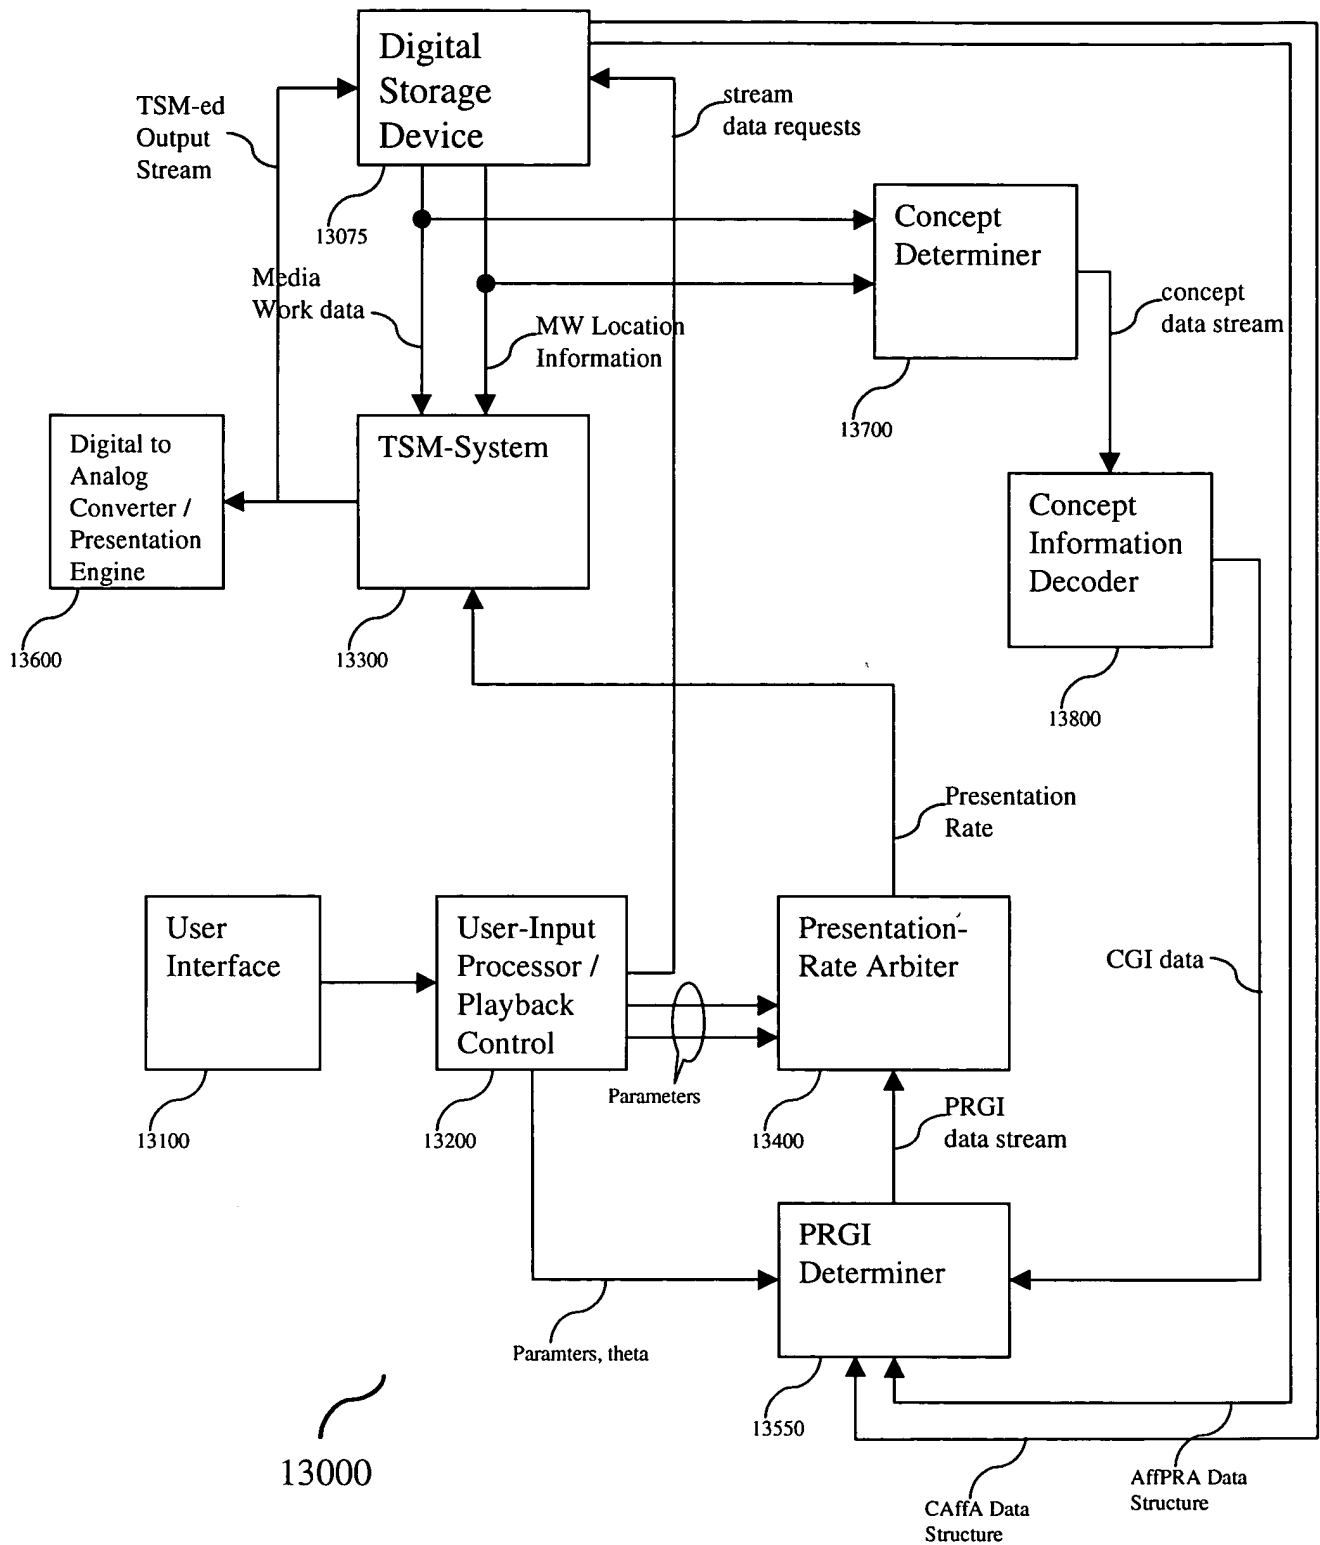 Digital
Storage
Device
TSM-ed
Output
Stream
stream
data requests
13075
Concept
Determiner
Media
Work data
MW Location
Information
concept
data stream
13700
Digital to
Analog
Converter /
Presentation
Engine
TSM-System
Concept
Information
Decoder
13600
13300
13800
Presentation
Rate
User
Interface
User-Input
Processor /
Playback
Control
Presentation-
Rate Arbiter
CGI data
Parameters
13100
13200
13400
PRGI
data stream
PRGI
Determiner
Paramters, theta
13550
13000
CAffA Data
Structure
AffPRA Data
Structure